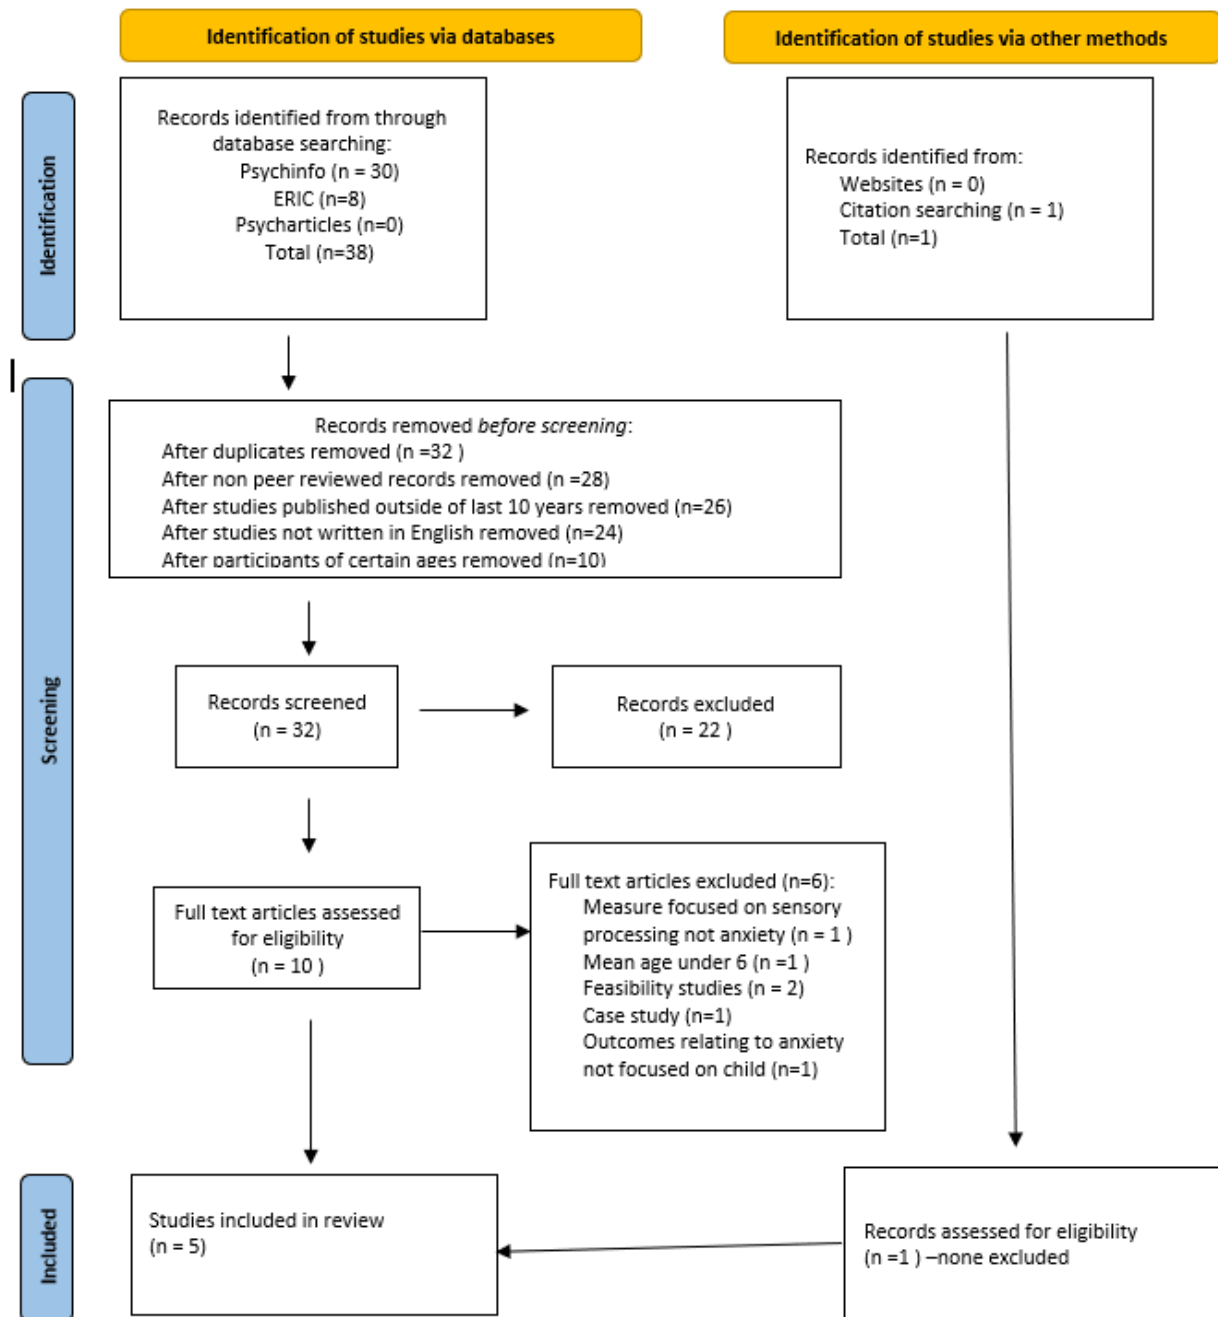 Identification of studies via databases
Identification of studies via other methods
Identification
Records identified from through
database searching:
Psychinfo (n = 30)
ERIC (n=8)
Psycharticles (n=0)
Total (n=38)
Records identified from:
Websites (n = 0)
Citation searching (n = 1)
Total (n=1)
Screening
Records removed before screening:
After duplicates removed (n =32 )
After non peer reviewed records removed (n =28)
After studies published outside of last 10 years removed (n=26)
After studies not written in English removed (n=24)
After participants of certain ages removed (n=10)
Records screened
(n = 32)
Records excluded
(n = 22 )
Full text articles assessed
for eligibility
(n = 10 )
Full text articles excluded (n=6):
Measure focused on sensory
processing not anxiety (n = 1 )
Mean age under 6 (n =1 )
Feasibility studies (n = 2)
Case study (n=1)
Outcomes relating to anxiety
not focused on child (n=1)
Included
Studies included in review
(n = 5)
Records assessed for eligibility
(n =1 ) –none excluded